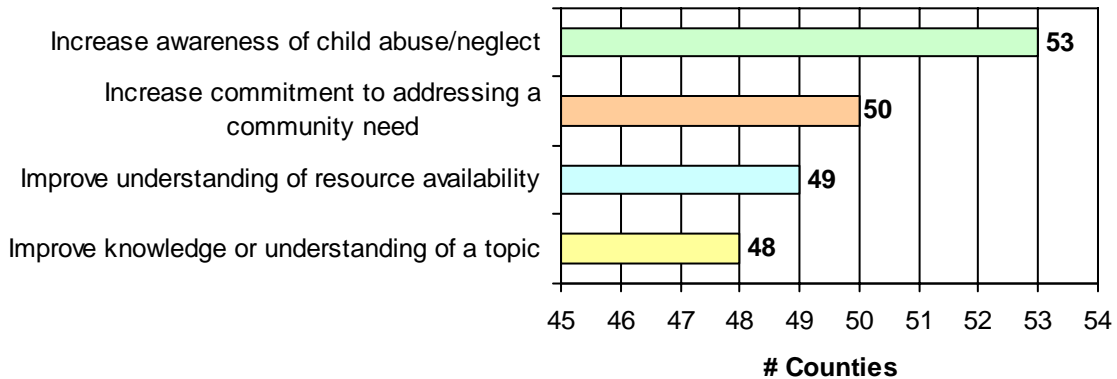 Increase awareness of child abuse/neglect
53
Increase commitment to addressing a
community need
50
Improve understanding of resource availability
49
Improve knowledge or understanding of a topic
48
45 46 47 48 49 50 51 52 53 54
# Counties